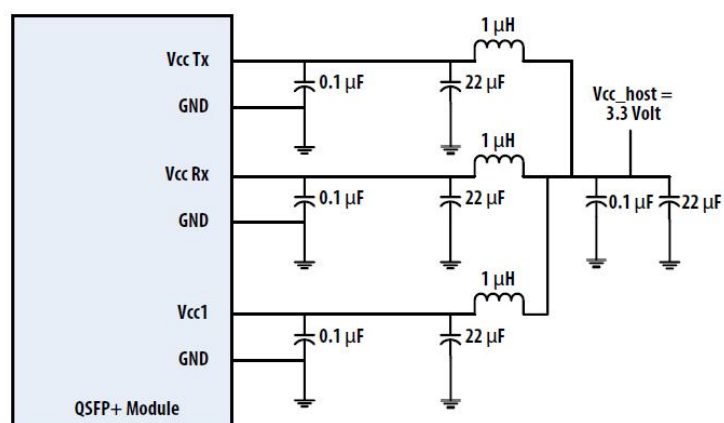 1 µH
Vcc Tx
0.1 µF
22 µF
GND
Vcc_host =
3.3 Volt
1 µH
Vcc Rx
0.1 µF
22 µF
0.1 µF
22 µF
GND
1 µH
Vcc1
0.1 µF
22 µF
GND
QSFP+ Module